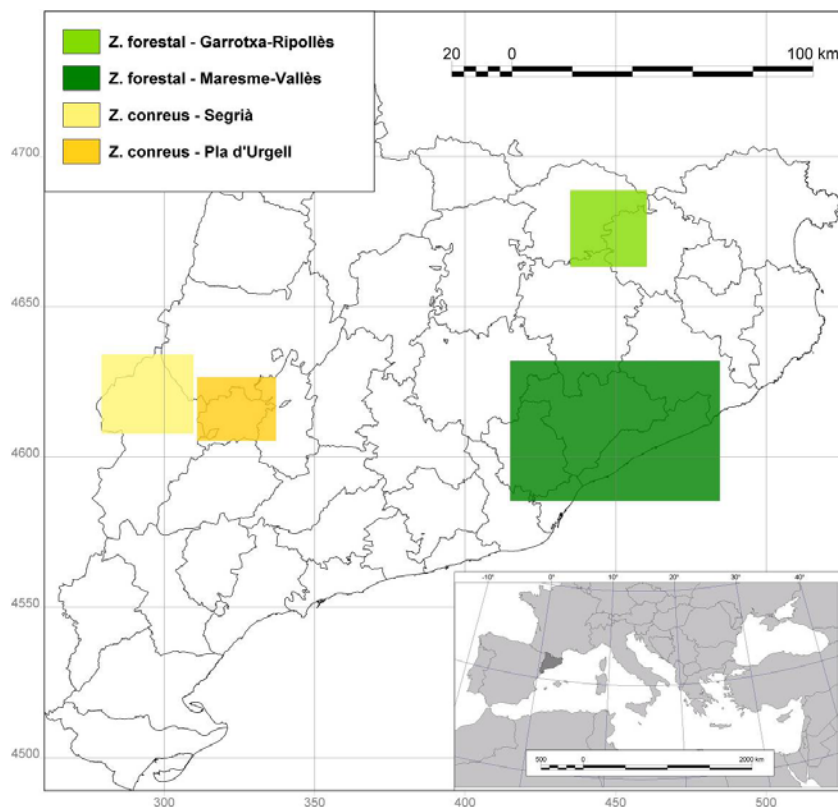 Z. forestal - Garrotxa-Ripollès
Z. forestal - Maresme-Vallès
Z. conreus - Segrià
Z. conreus - Pla d'Urgell
20 0 100 km
4700
4650
4600
4550
4500
300 350 400 450 500
-10° 0° 10° 20° 30° 40°
500 0 2000 km